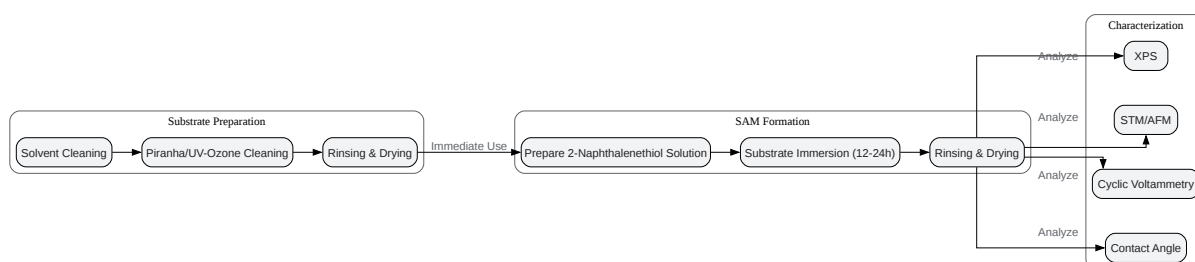 Characterization
Analyze
XPS
Substrate Preparation
SAM Formation
Analyze
STM/AFM
Solvent Cleaning
Piranha/UV-Ozone Cleaning
Rinsing & Drying
Immediate Use
Prepare 2-Naphthalenethiol Solution
Substrate Immersion (12-24h)
Rinsing & Drying
Analyze
Cyclic Voltammetry
Analyze
Contact Angle